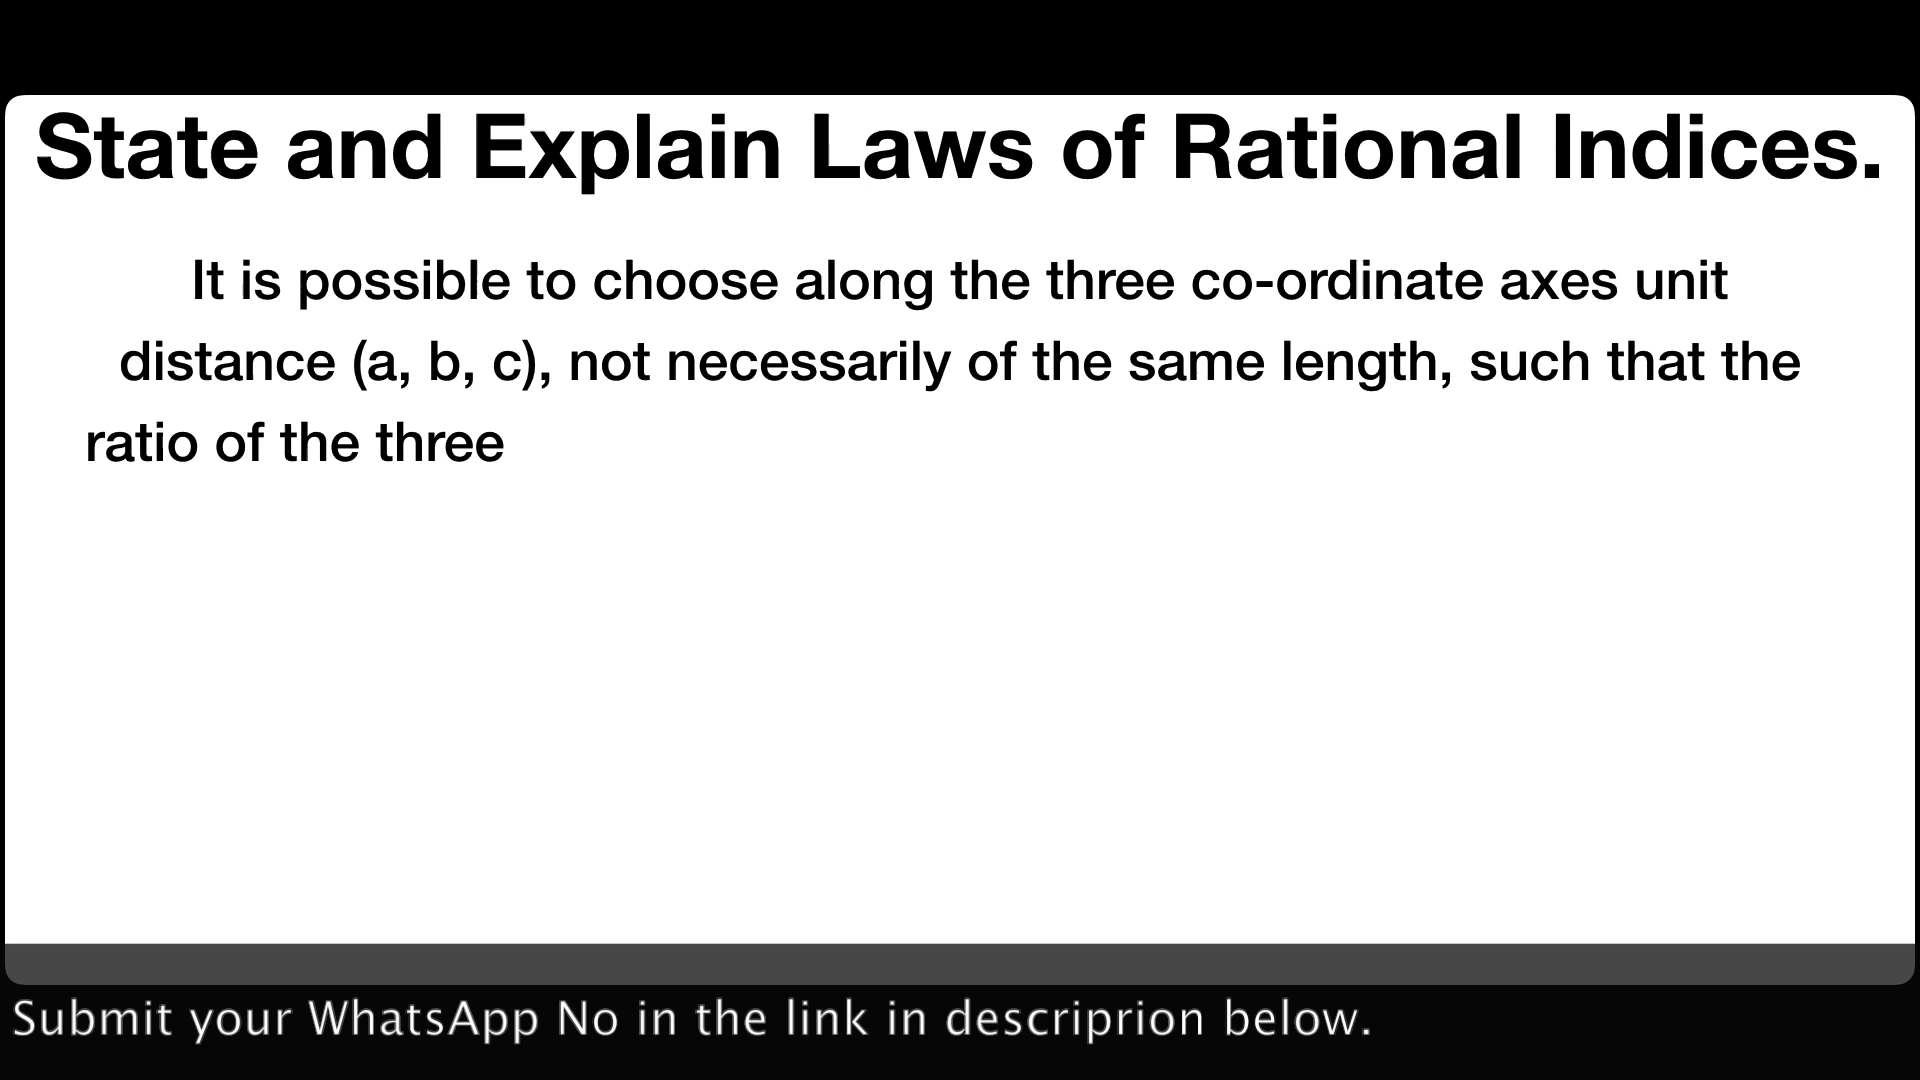 State and Explain Laws of Rational Indices.
It is possible to choose along the three co-ordinate axes unit
distance (a, b, c), not necessarily of the same length, such that the
ratio of the three
Submit your WhatsApp No in the link in descriprion below.